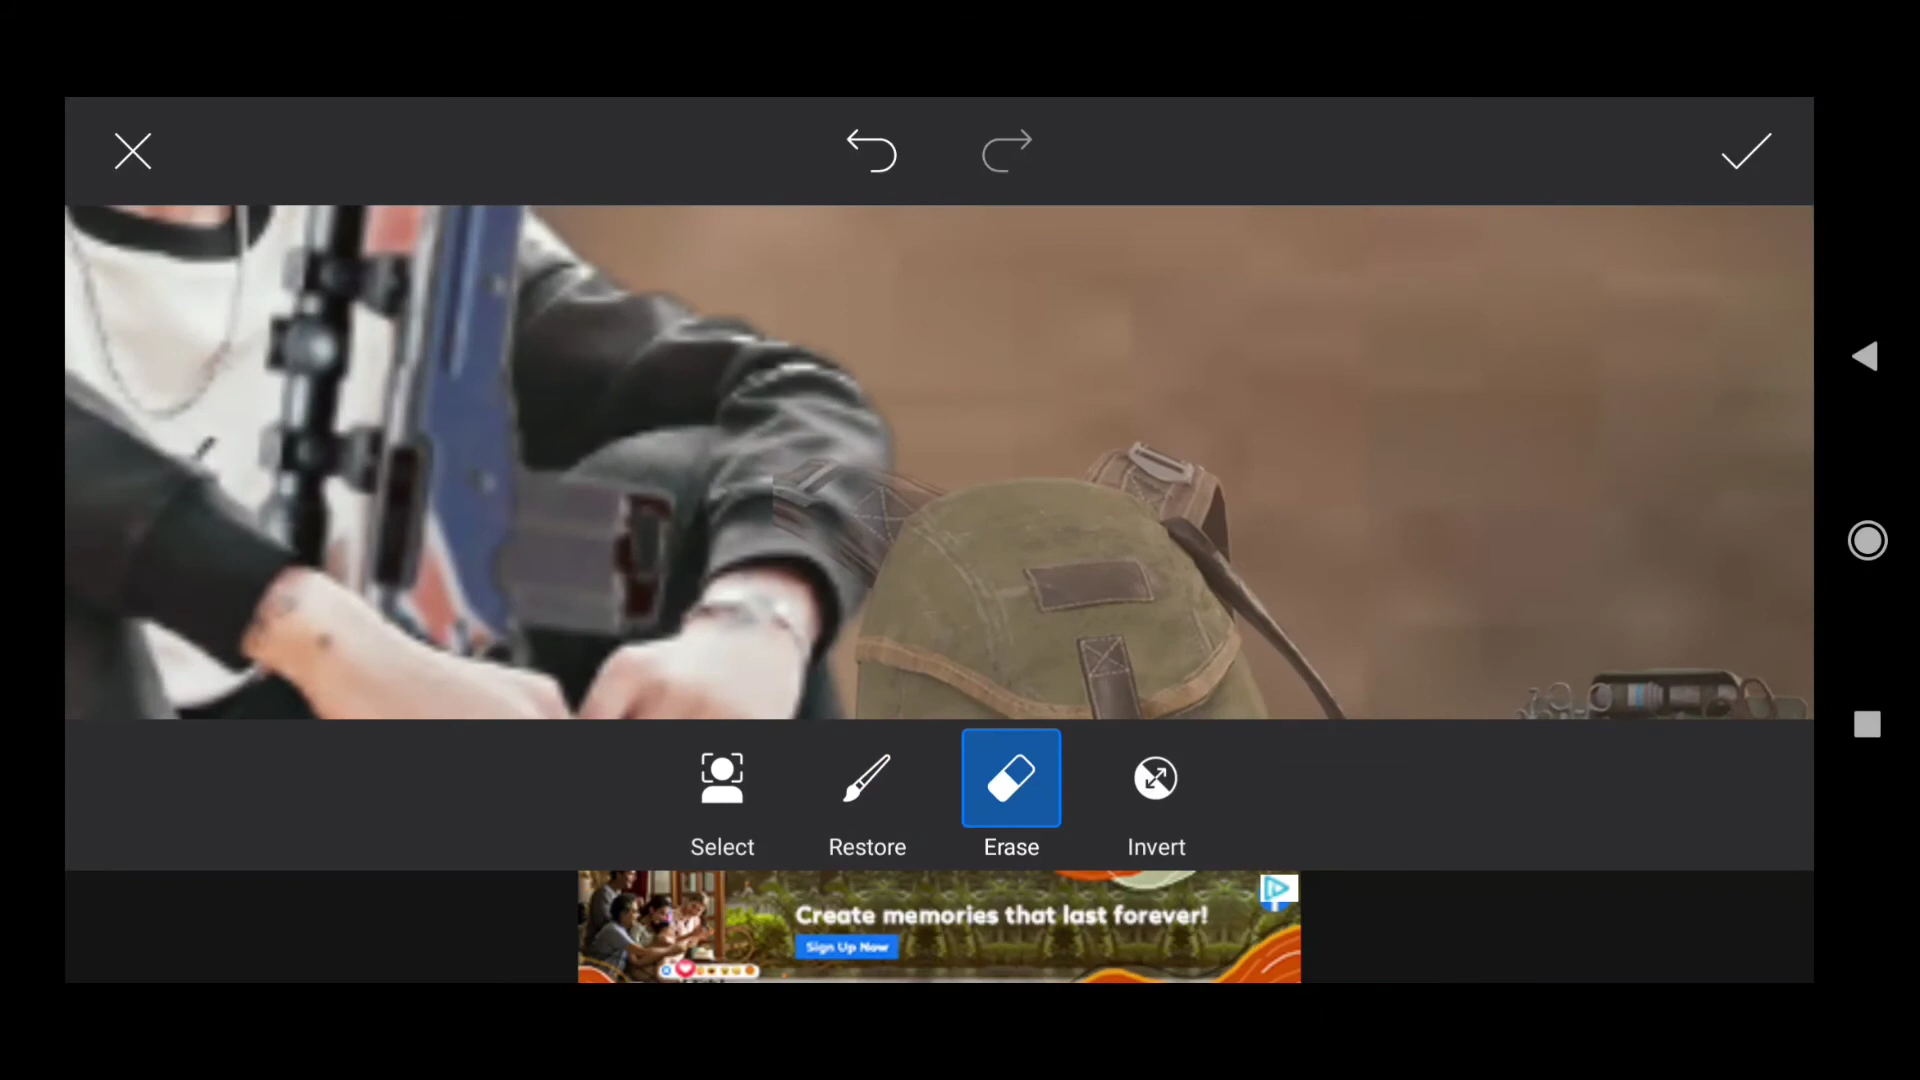 Select
Restore
Erase
Invert
Create memories that last forever!
Sign Up Now